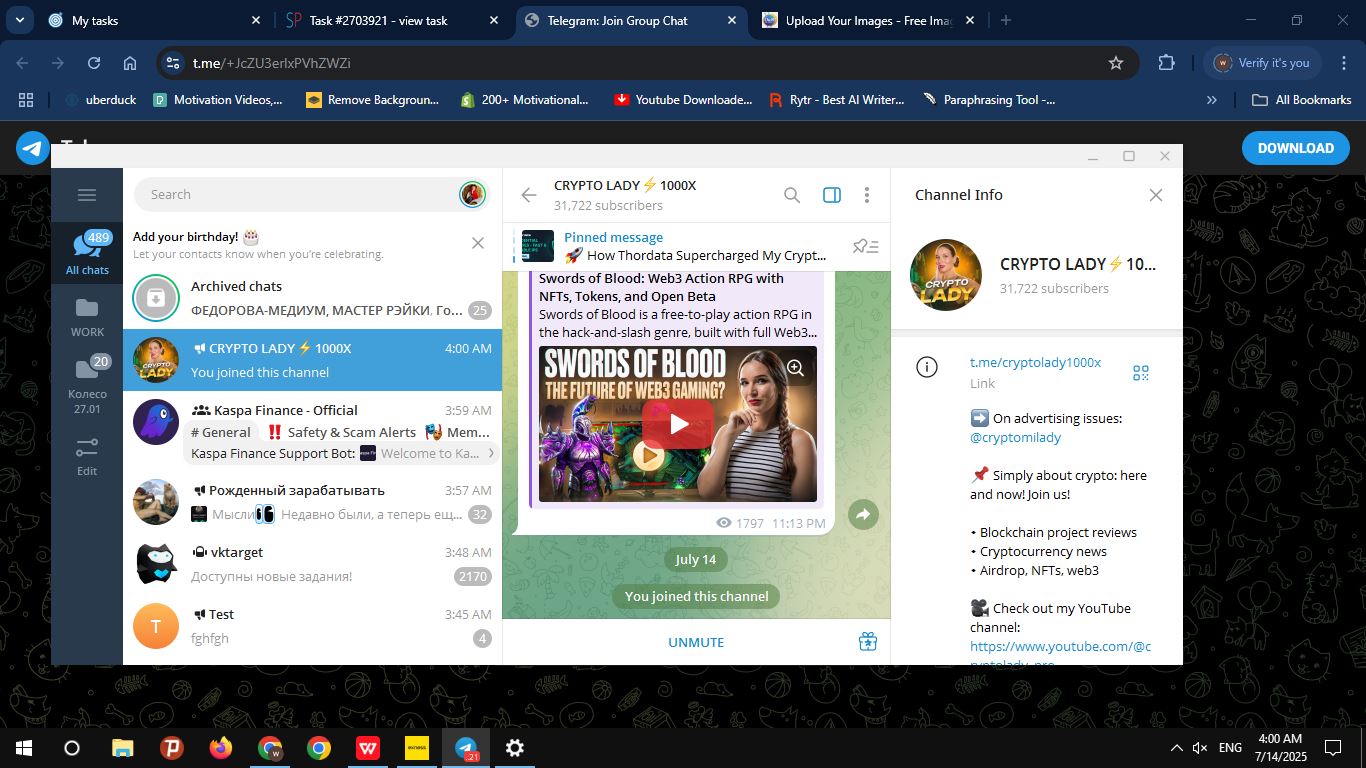 My tasks
SP Task #2703921 - view task
Telegram: Join Group Chat
Upload Your Images - Free Imag
t.me/+JcZU3erIxPVhZWZi
Verify it's you
uberduck
Motivation Videos,...
Remove Backgroun...
200+ Motivational...
Youtube Downloade...
Rytr - Best AI Writer...
Paraphrasing Tool -...
All Bookmarks
DOWNLOAD
489
All chats
WORK
20
Колесо
27.01
Edit
Search
Add your birthday! 🎂
Let your contacts know when you're celebrating.
Archived chats
ФЕДОРОВА-МЕДИУМ, МАСТЕР РЭЙКИ, Го... 25
CRYPTO LADY⚡1000X 4:00 AM
You joined this channel
Kaspa Finance - Official 3:59 AM
# General ‼️ Safety & Scam Alerts 🎭 Mem...
Kaspa Finance Support Bot: Welcome to Ka...
Рожденный зарабатывать 3:57 AM
Мысли👀 Недавно были, а теперь ещ... 32
vktarget 3:48 AM
Доступны новые задания! 2170
T
Test 3:45 AM
fghfgh 4
CRYPTO LADY⚡1000X
31,722 subscribers
Pinned message
🚀 How Thordata Supercharged My Crypt...
Swords of Blood: Web3 Action RPG with
NFTs, Tokens, and Open Beta
Swords of Blood is a free-to-play action RPG in
the hack-and-slash genre, built with full Web3...
SWORDS OF BLOOD
THE FUTURE OF WEB3 GAMING?
1797 11:13 PM
July 14
You joined this channel
UNMUTE
Channel Info
CRYPTO LADY
CRYPTO LADY⚡10...
31,722 subscribers
t.me/cryptolady1000x
Link
➡️ On advertising issues:
@cryptomilady
📌 Simply about crypto: here
and now! Join us!
• Blockchain project reviews
• Cryptocurrency news
• Airdrop, NFTs, web3
🎥 Check out my YouTube
channel:
https://www.youtube.com/@c
ryptolady_pro
exness
21
ENG
4:00 AM
7/14/2025